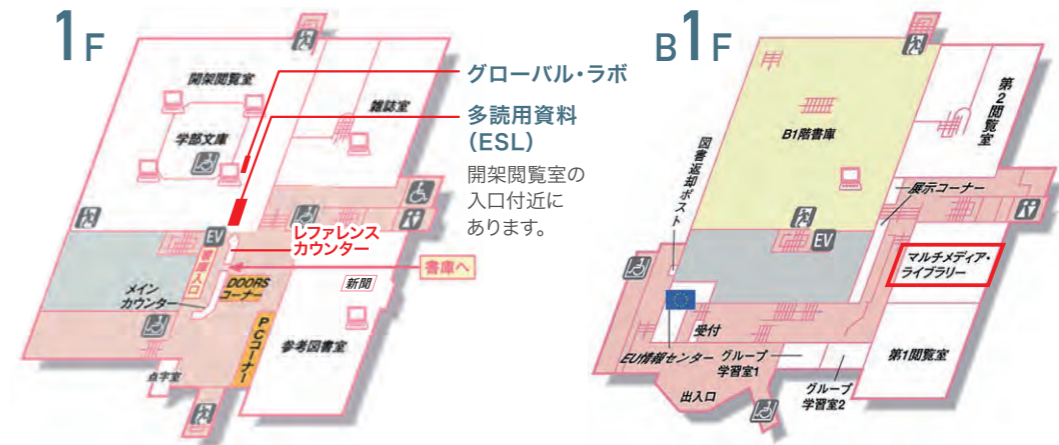 1F
開架閲覧室
学部文庫
雑誌室
グローバル・ラボ
多読用資料
(ESL)
開架閲覧室の
入口付近に
あります。
EV
レファレンス
カウンター
書庫入口
書庫へ
メイン
カウンター
DOORS
コーナー
新聞
PCコーナー
参考図書室
点字室
B1F
B1階書庫
第2閲覧室
図書返却ポスト
展示コーナー
EV
マルチメディア・
ライブラリー
受付
EU情報センター
グループ
学習室1
グループ
学習室2
第1閲覧室
出入口